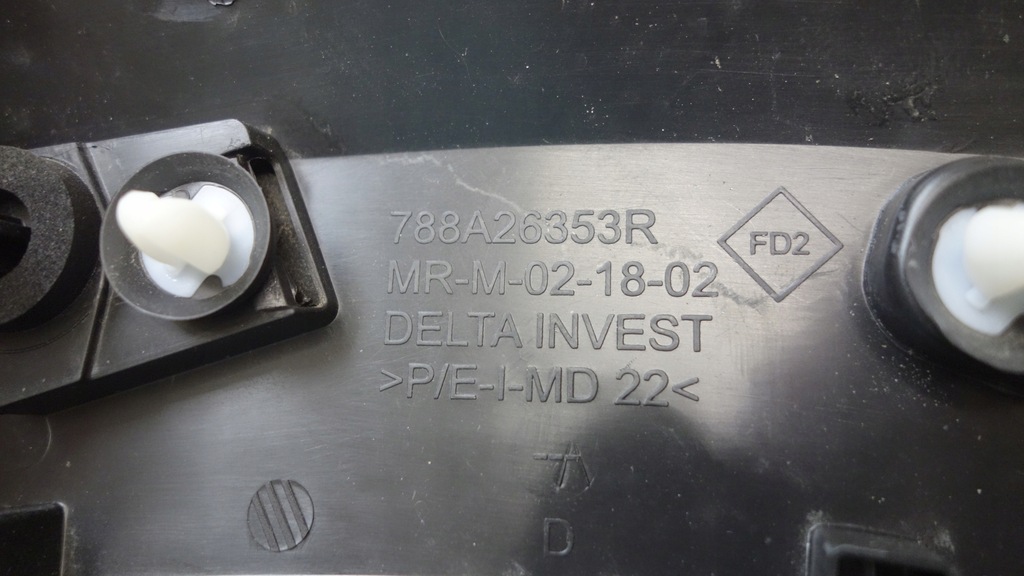 788A26353R
FD2
MR-M-02-18-02
DELTA INVEST
>P/E-I-MD 22<
D